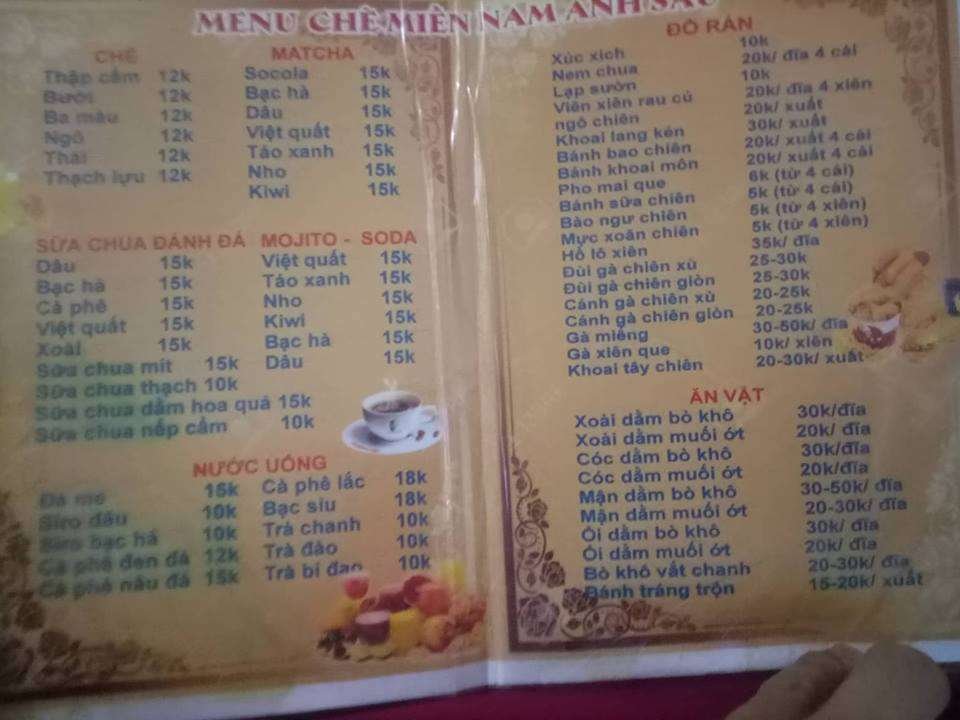 MENU CHÈ MIỀN NAM ANH SÁU
CHÈ
Thập cẩm 12k
Bưởi 12k
Ba màu 12k
Ngô 12k
Thái 12k
Thạch lựu 12k
MATCHA
Socola 15k
Bạc hà 15k
Dâu 15k
Việt quất 15k
Táo xanh 15k
Nho 15k
Kiwi 15k
SỮA CHUA ĐÁNH ĐÁ
Dâu 15k
Bạc hà 15k
Cà phê 15k
Việt quất 15k
Xoài 15k
Sữa chua mít 15k
Sữa chua thạch 10k
Sữa chua dầm hoa quả 15k
Sữa chua nếp cẩm 10k
MOJITO - SODA
Việt quất 15k
Táo xanh 15k
Nho 15k
Kiwi 15k
Bạc hà 15k
Dâu 15k
NƯỚC UỐNG
Đá me 15k
Siro dâu 10k
Siro bạc hà 10k
Cà phê đen đá 12k
Cà phê nâu đá 15k
Cà phê lắc 18k
Bạc sỉu 18k
Trà chanh 10k
Trà đào 10k
Trà bí đao 10k
ĐỒ RÁN
Xúc xích 10k
Nem chua 20k/ đĩa 4 cái
Lạp sườn 10k
Viên xiên rau củ 20k/ đĩa 4 xiên
ngô chiên 20k/ xuất
Khoai lang kén 30k/ xuất
Bánh bao chiên 20k/ xuất 4 cái
Bánh khoai môn 20k/ xuất 4 cái
Pho mai que 6k (từ 4 cái)
Bánh sữa chiên 5k (từ 4 cái)
Bào ngư chiên 5k (từ 4 xiên)
Mực xoắn chiên 5k (từ 4 xiên)
Hồ lô xiên 35k/ đĩa
Đùi gà chiên xù 25-30k
Đùi gà chiên giòn 25-30k
Cánh gà chiên xù 20-25k
Cánh gà chiên giòn 20-25k
Gà miếng 30-50k/ đĩa
Gà xiên que 10k/ xiên
Khoai tây chiên 20-30k/ xuất
ĂN VẶT
Xoài dầm bò khô 30k/đĩa
Xoài dầm muối ớt 20k/ đĩa
Cóc dầm bò khô 30k/đĩa
Cóc dầm muối ớt 20k/đĩa
Mận dầm bò khô 30-50k/ đĩa
Mận dầm muối ớt 20-30k/ đĩa
Ổi dầm bò khô 30k/ đĩa
Ổi dầm muối ớt 20k/ đĩa
Bò khô vắt chanh 20-30k/ đĩa
Bánh tráng trộn 15-20k/ xuất